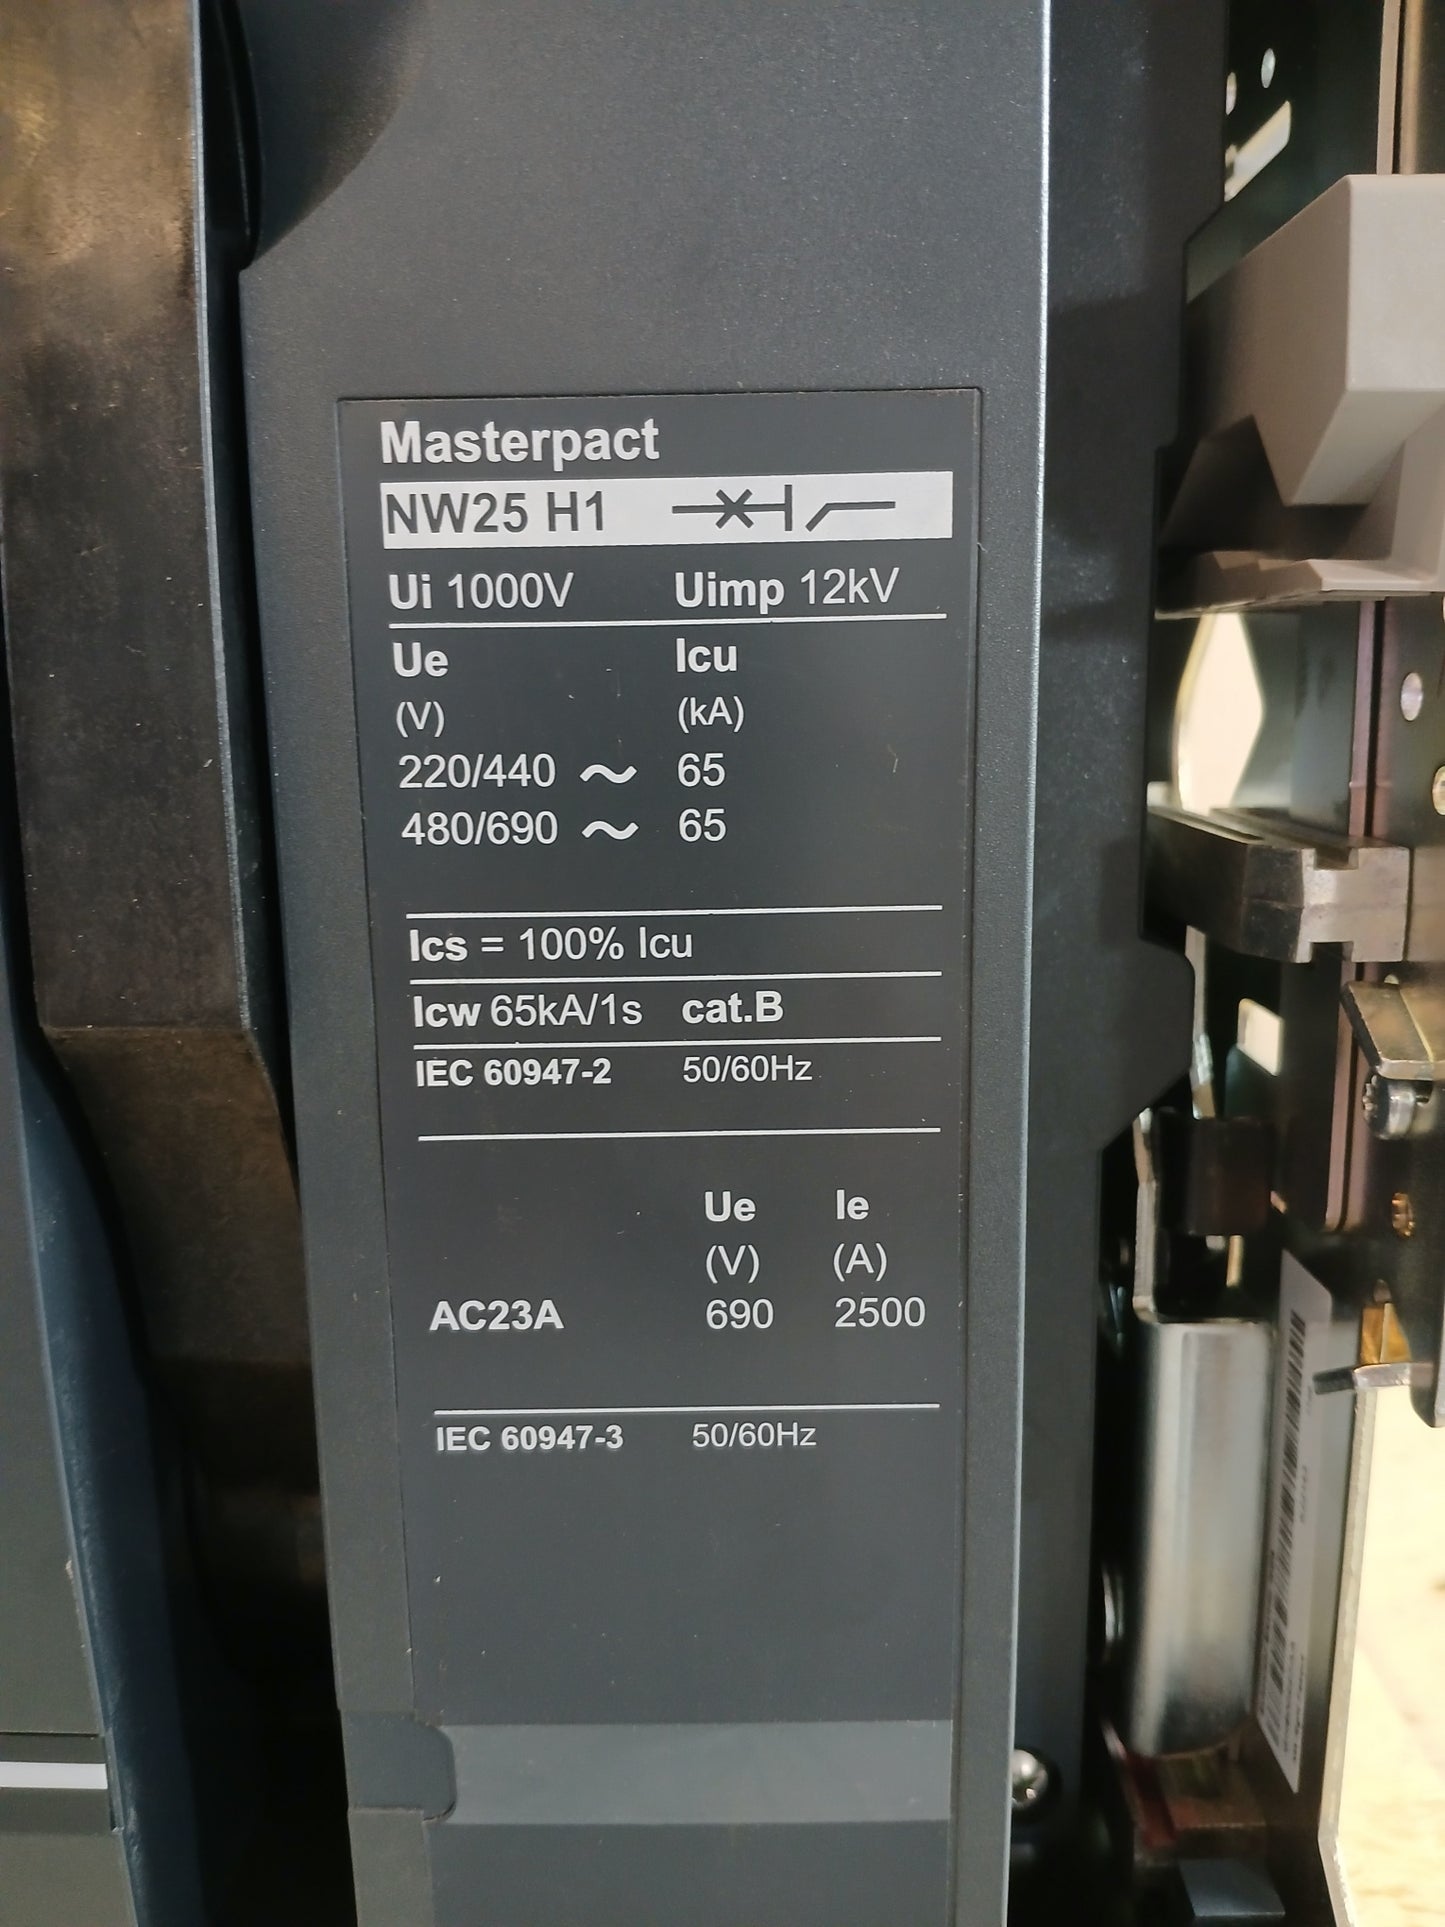 Masterpact
NW25 H1
Ui 1000V Uimp 12kV
Ue Icu
(V) (kA)
220/440 ~ 65
480/690 ~ 65
Ics = 100% Icu
Icw 65kA/1s cat.B
IEC 60947-2 50/60Hz
Ue Ie
(V) (A)
AC23A 690 2500
IEC 60947-3 50/60Hz